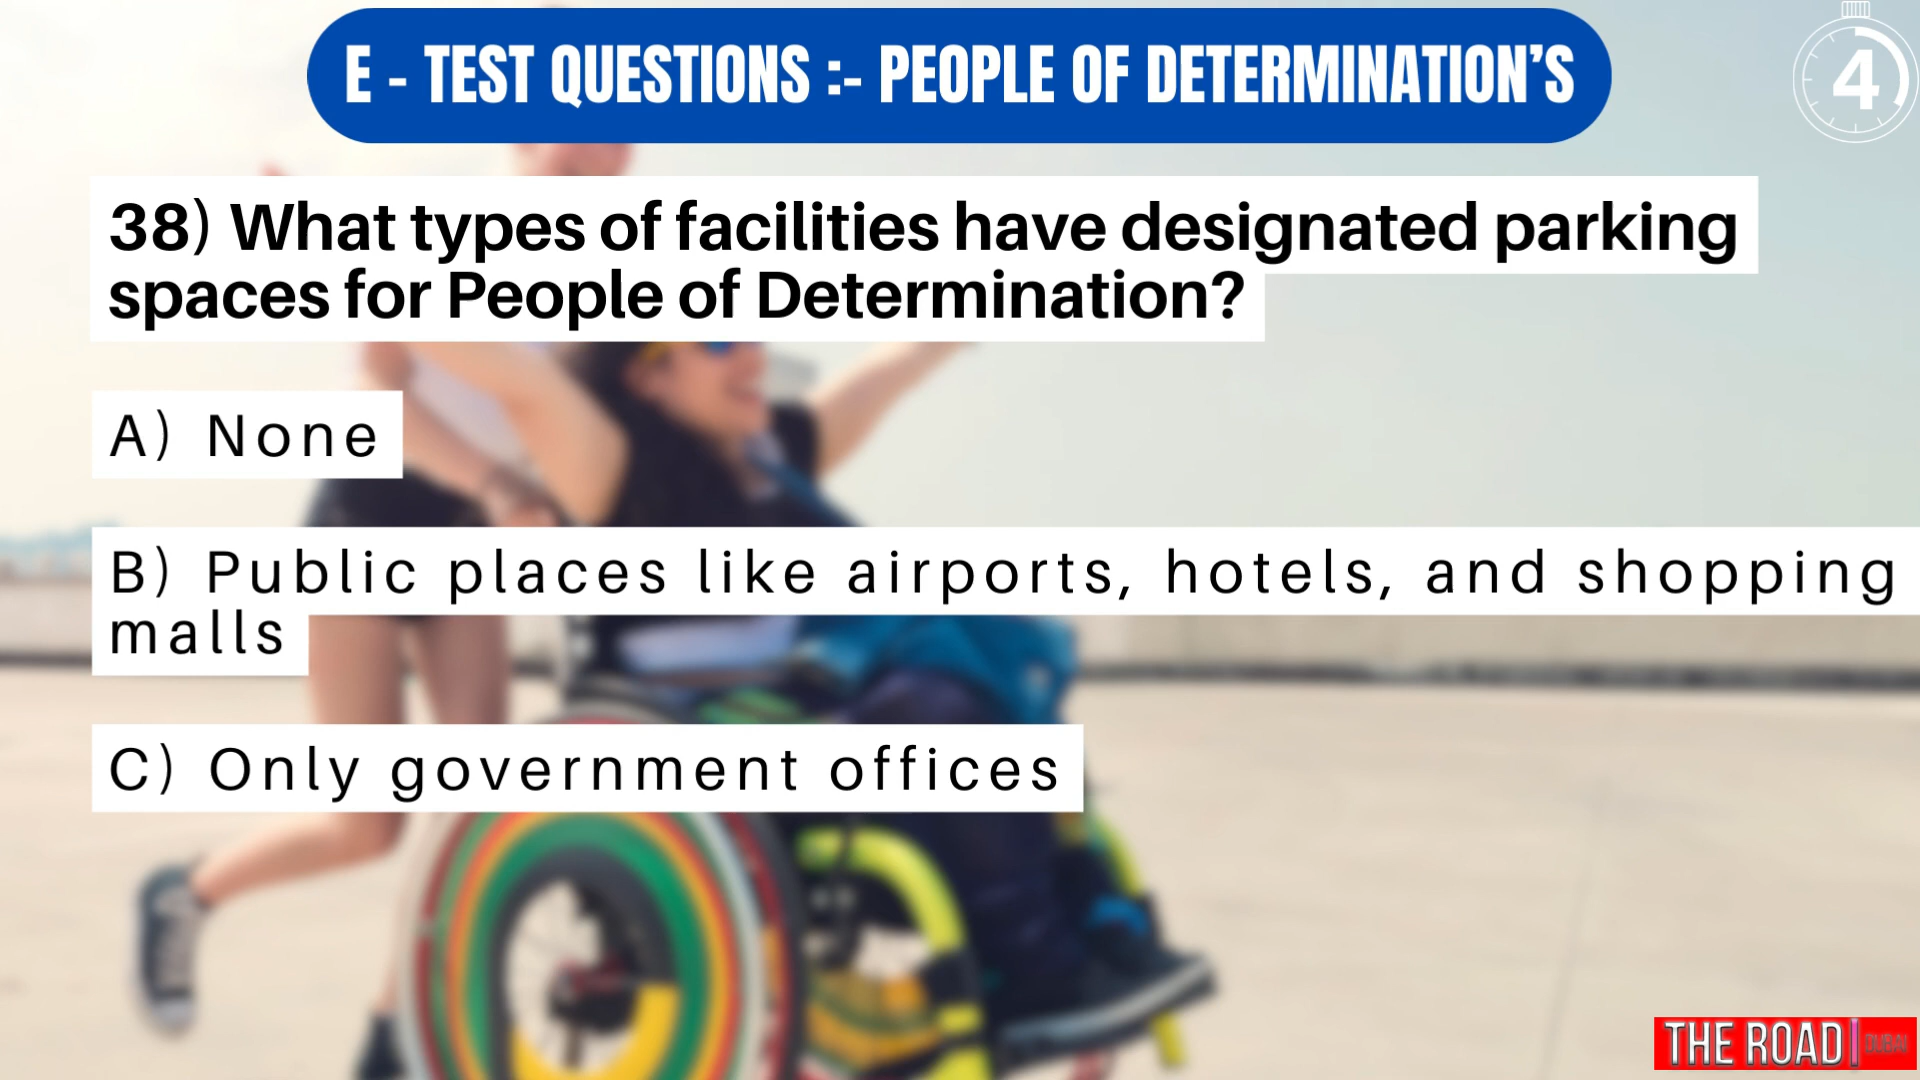 E - TEST QUESTIONS :- PEOPLE OF DETERMINATION'S
4
38) What types of facilities have designated parking
spaces for People of Determination?
A) None
B) Public places like airports, hotels, and shopping
malls
C) Only government offices
THE ROAD DUBAI